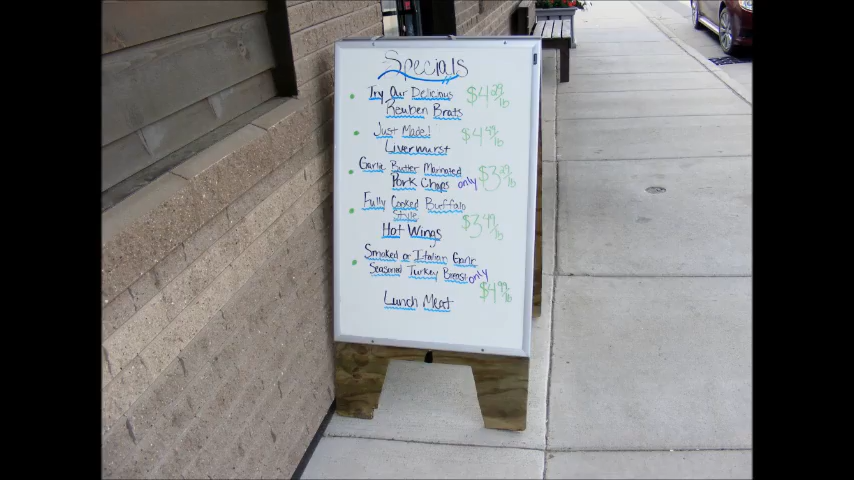 Specials
Try Our Delicious $4.29/lb
Reuben Brats
Just Made! $4.49/lb
Liverwurst
Garlic Butter Marinated
Pork Chops only $3.29/lb
Fully Cooked Bueffalo
Style $3.49/lb
Hot Wings
Smoked or Italian Garlic
Seasoned Turkey Breast only
$4.99/lb
Lunch Meat